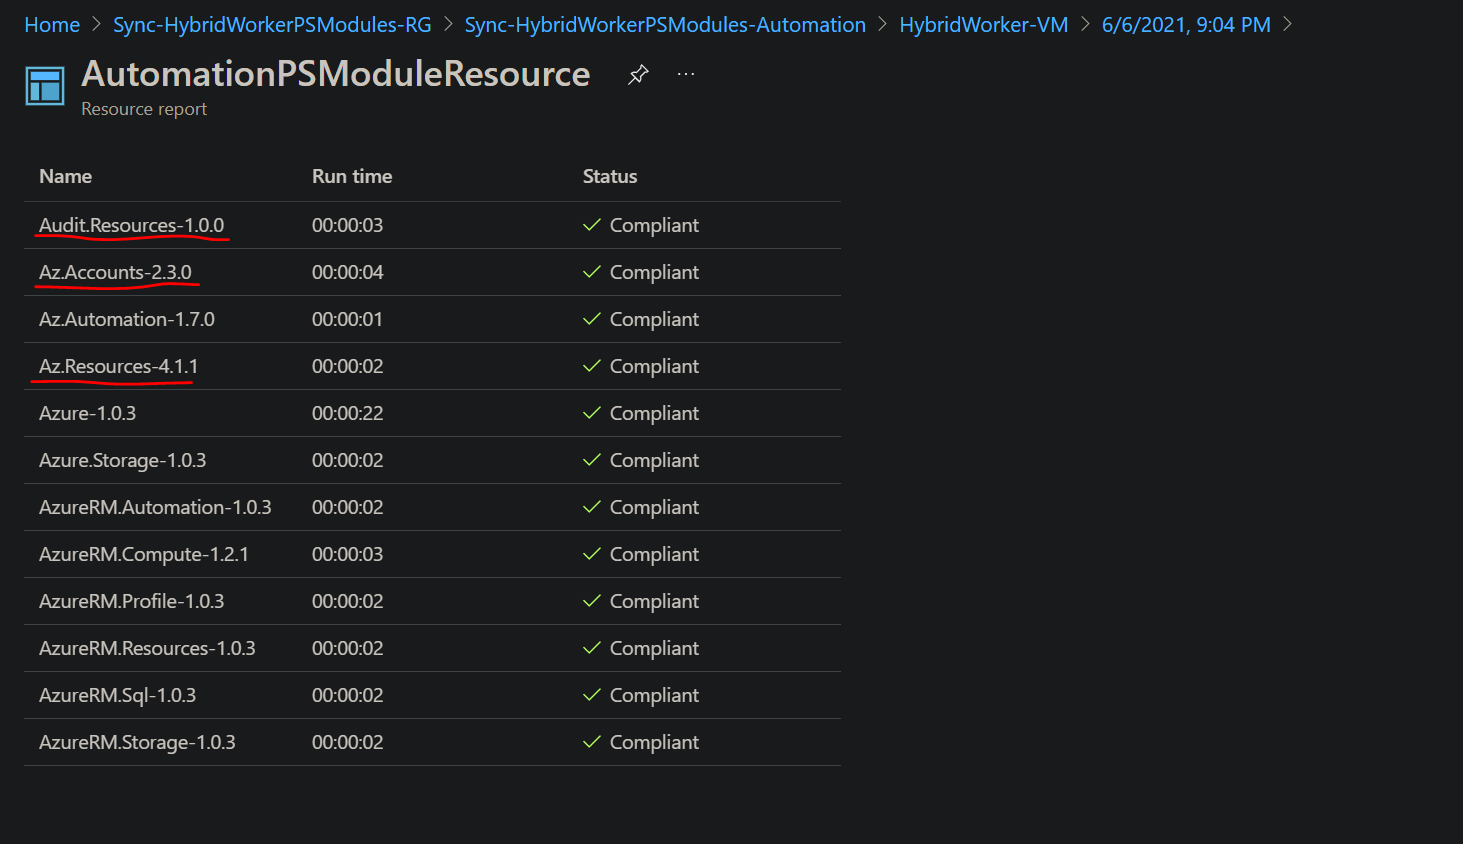 Home > Sync-HybridWorkerPSModules-RG > Sync-HybridWorkerPSModules-Automation > HybridWorker-VM > 6/6/2021, 9:04 PM >
AutomationPSModuleResource ...
Resource report
Name Run time Status
Audit.Resources-1.0.0 00:00:03 Compliant
Az.Accounts-2.3.0 00:00:04 Compliant
Az.Automation-1.7.0 00:00:01 Compliant
Az.Resources-4.1.1 00:00:02 Compliant
Azure-1.0.3 00:00:22 Compliant
Azure.Storage-1.0.3 00:00:02 Compliant
AzureRM.Automation-1.0.3 00:00:02 Compliant
AzureRM.Compute-1.2.1 00:00:03 Compliant
AzureRM.Profile-1.0.3 00:00:02 Compliant
AzureRM.Resources-1.0.3 00:00:02 Compliant
AzureRM.Sql-1.0.3 00:00:02 Compliant
AzureRM.Storage-1.0.3 00:00:02 Compliant